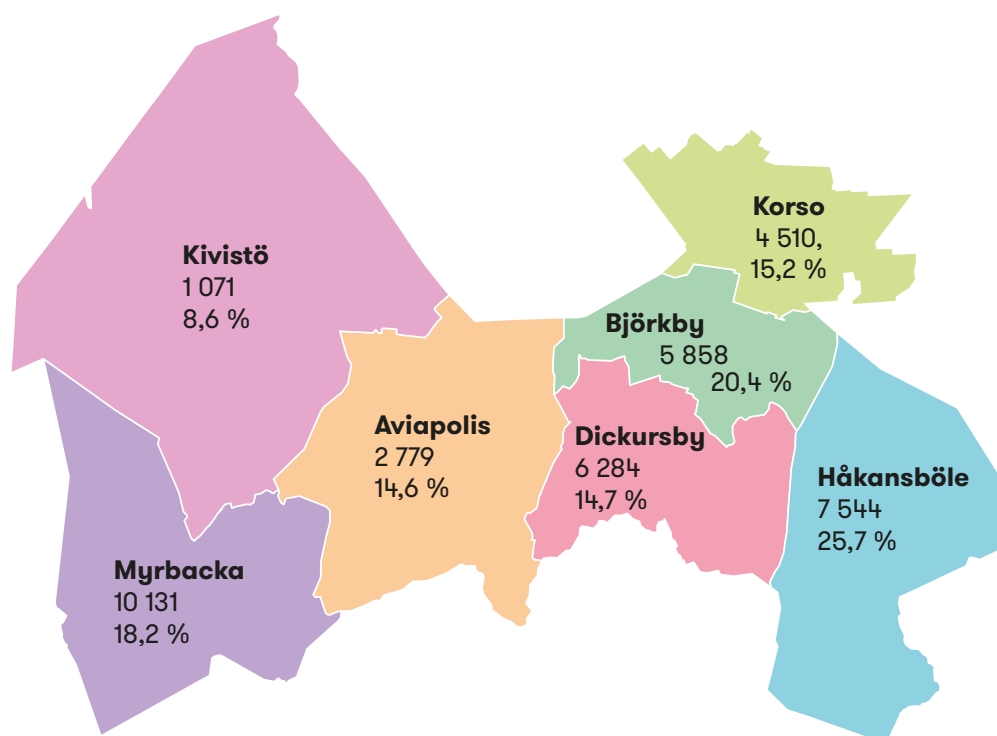 Korso
4 510,
15,2 %
Kivistö
1 071
8,6 %
Björkby
5 858
20,4 %
Aviapolis
2 779
14,6 %
Dickursby
6 284
14,7 %
Håkansböle
7 544
25,7 %
Myrbacka
10 131
18,2 %